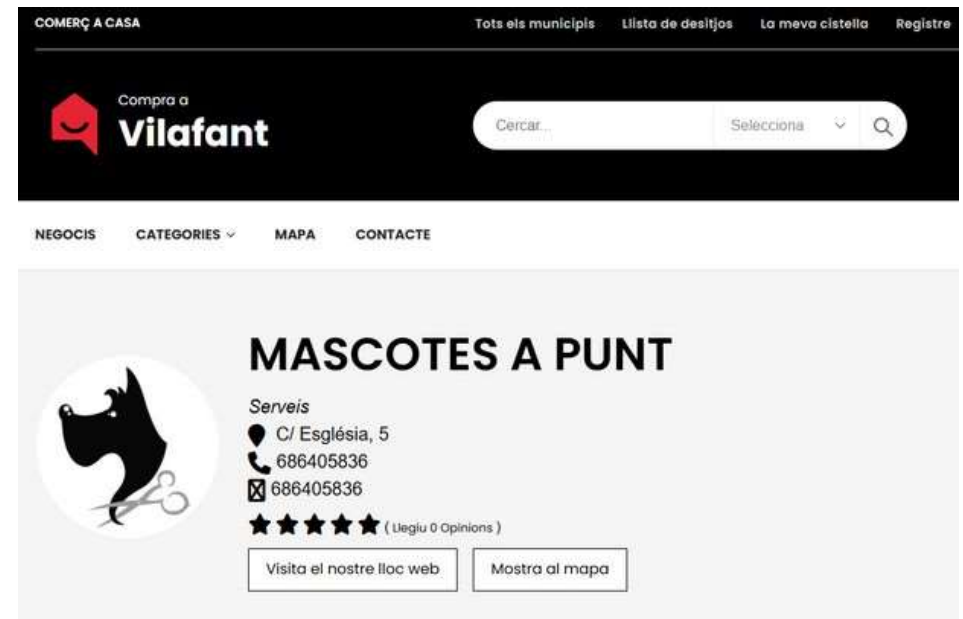 COMERÇ A CASA
Tots els municipis Llista de desitjos La meva cistella Registre
Compra a
Vilafant
Cercar...
Selecciona
NEGOCIS CATEGORIES MAPA CONTACTE
MASCOTES A PUNT
Serveis
C/ Església, 5
686405836
686405836
( Llegiu 0 Opinions )
Visita el nostre lloc web
Mostra al mapa